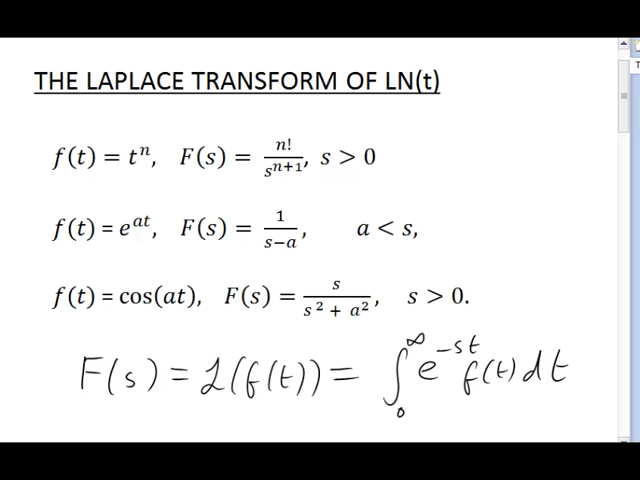 THE LAPLACE TRANSFORM OF LN(t)
f(t) = tⁿ, F(s) = n!/sⁿ⁺¹, s > 0
f(t) = eᵃᵗ, F(s) = 1/(s−a), a < s,
f(t) = cos(at), F(s) = s/(s² + a²), s > 0.
F(s) = ℒ(f(t)) = ∫₀^∞ e^(−st) f(t) dt